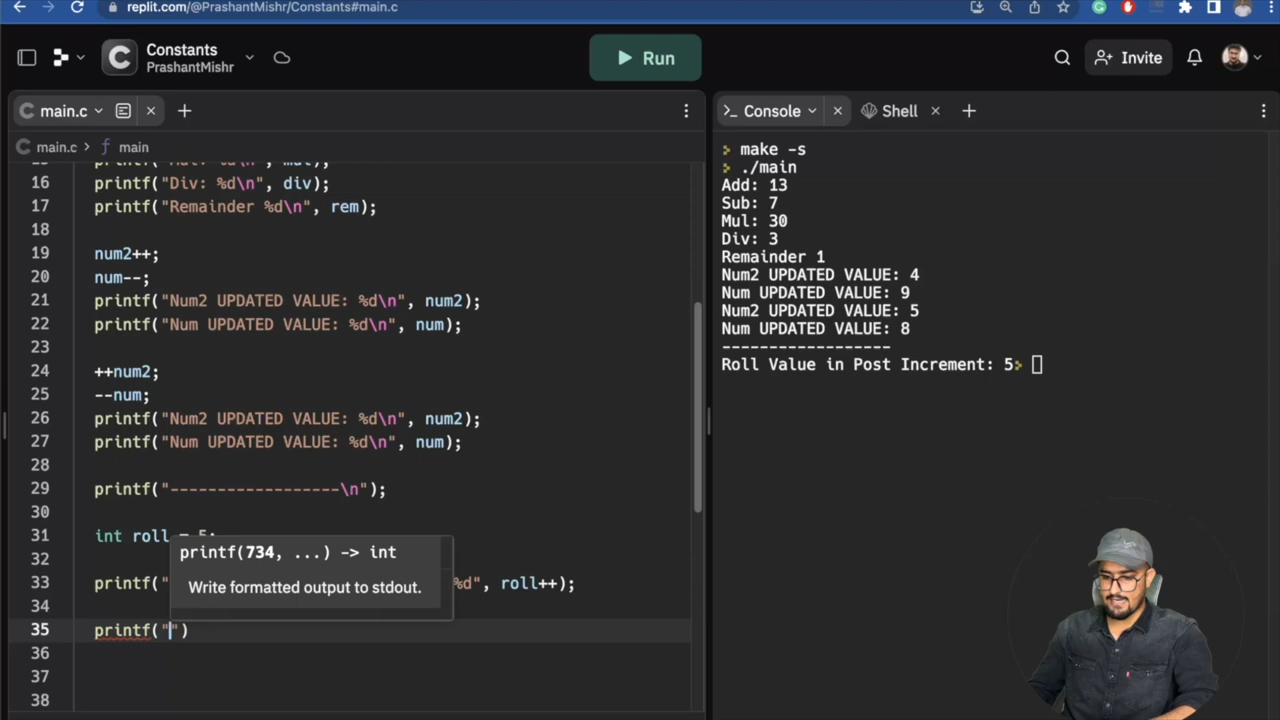 replit.com/@PrashantMishr/Constants#main.c
Constants
PrashantMishr
Run
Invite
main.c
main.c > main
16 printf("Div: %d\n", div);
17 printf("Remainder %d\n", rem);
18
19 num2++;
20 num--;
21 printf("Num2 UPDATED VALUE: %d\n", num2);
22 printf("Num UPDATED VALUE: %d\n", num);
23
24 ++num2;
25 --num;
26 printf("Num2 UPDATED VALUE: %d\n", num2);
27 printf("Num UPDATED VALUE: %d\n", num);
28
29 printf("------------------\n");
30
31 int roll = 5;
printf(734, ...) -> int
32
Write formatted output to stdout.
33 printf(" %d", roll++);
34
35 printf("")
36
37
38
Console
Shell
make -s
./main
Add: 13
Sub: 7
Mul: 30
Div: 3
Remainder 1
Num2 UPDATED VALUE: 4
Num UPDATED VALUE: 9
Num2 UPDATED VALUE: 5
Num UPDATED VALUE: 8
------------------
Roll Value in Post Increment: 5>